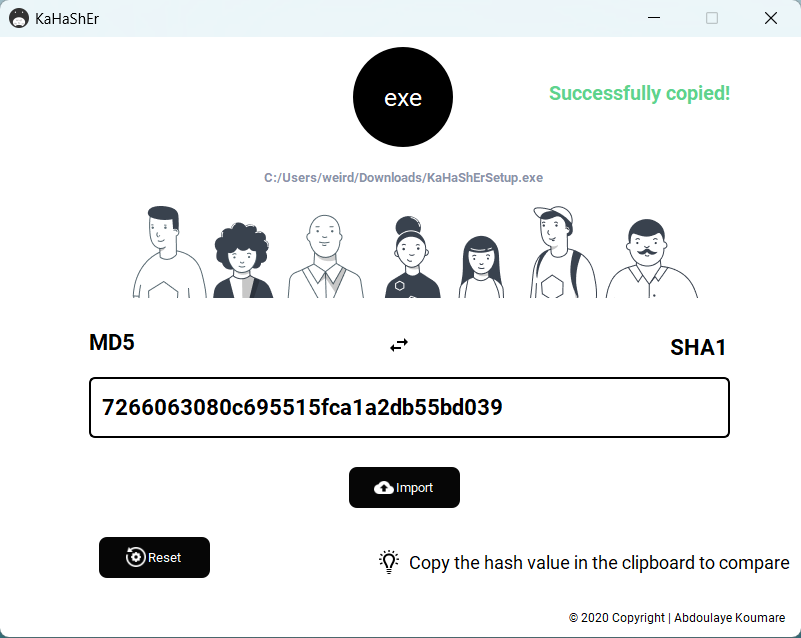 KaHaShEr
exe
Successfully copied!
C:/Users/weird/Downloads/KaHaShErSetup.exe
MD5
SHA1
7266063080c695515fca1a2db55bd039
Import
Reset
Copy the hash value in the clipboard to compare
© 2020 Copyright | Abdoulaye Koumare